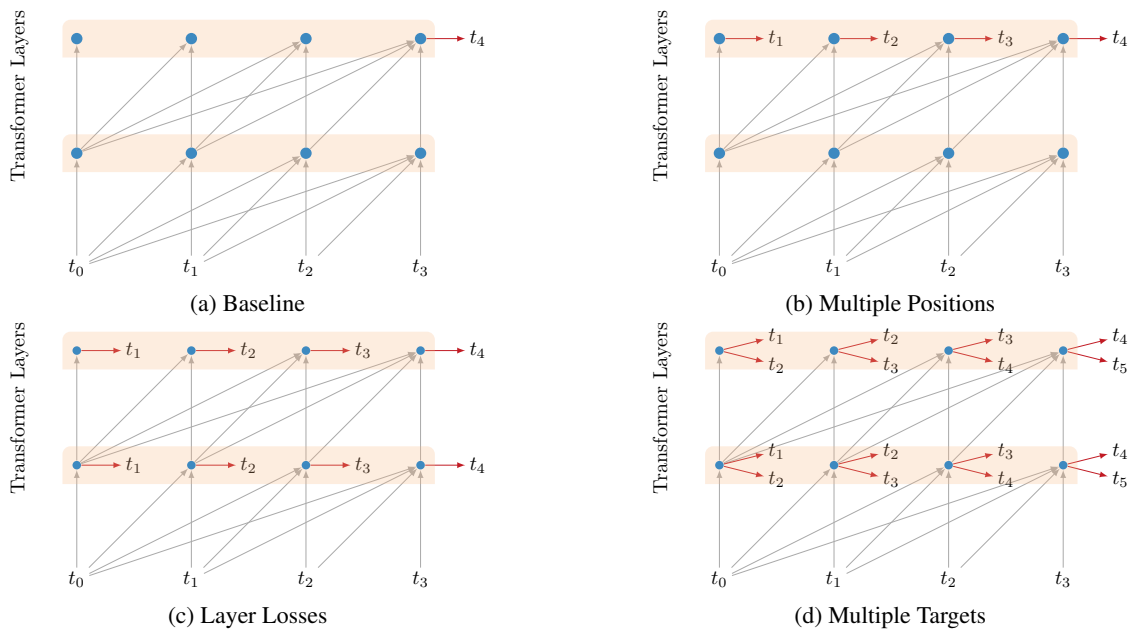 Transformer Layers
t₄
t₀ t₁ t₂ t₃
(a) Baseline
Transformer Layers
t₁ t₂ t₃ t₄
t₀ t₁ t₂ t₃
(b) Multiple Positions
Transformer Layers
t₁ t₂ t₃ t₄
t₁ t₂ t₃ t₄
t₀ t₁ t₂ t₃
(c) Layer Losses
Transformer Layers
t₁ t₂ t₃ t₄
t₂ t₃ t₄ t₅
t₁ t₂ t₃ t₄
t₂ t₃ t₄ t₅
t₀ t₁ t₂ t₃
(d) Multiple Targets